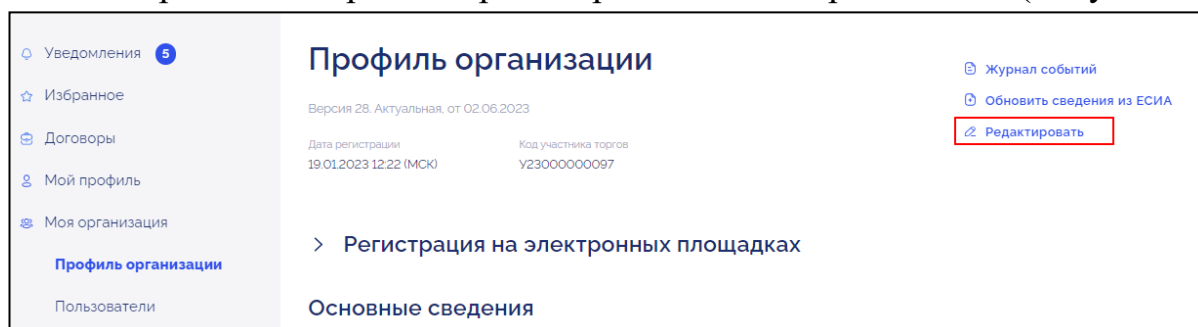 Уведомления 5
Избранное
Договоры
Мой профиль
Моя организация
Профиль организации
Пользователи
Профиль организации
Версия 28. Актуальная, от 02.06.2023
Дата регистрации
19.01.2023 12:22 (МСК)
Код участника торгов
У23000000097
Журнал событий
Обновить сведения из ЕСИА
Редактировать
> Регистрация на электронных площадках
Основные сведения